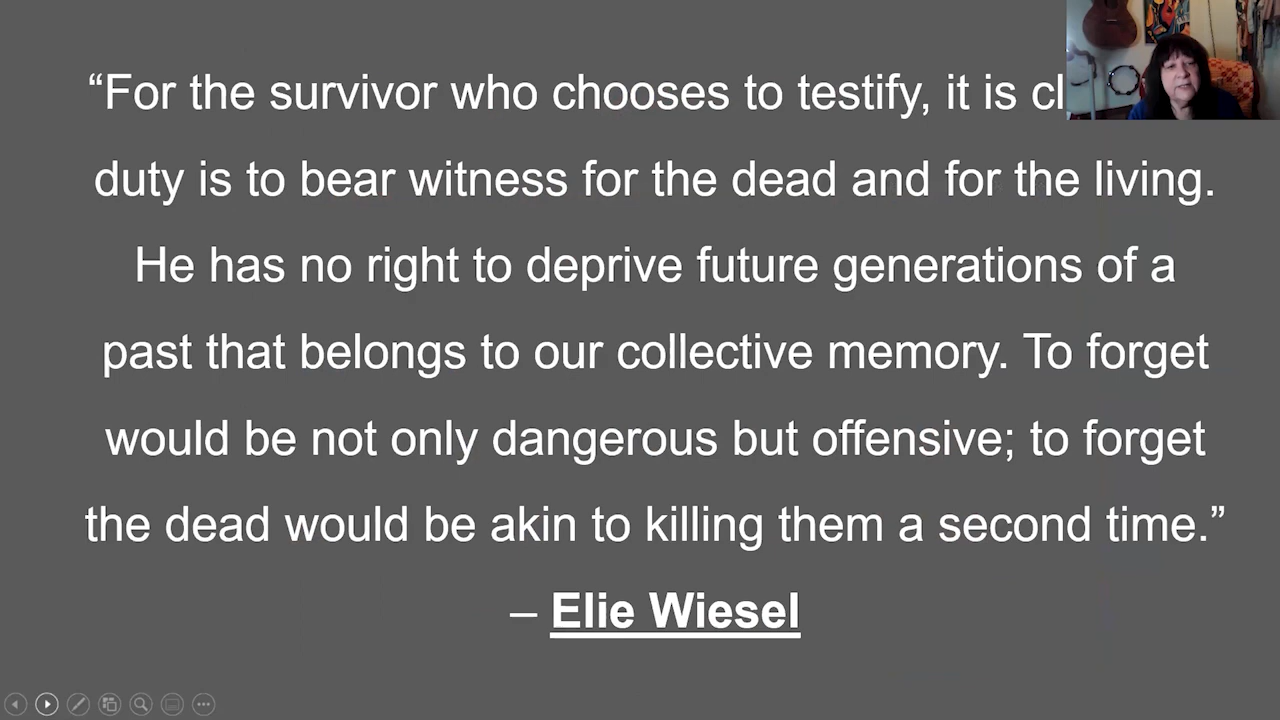 “For the survivor who chooses to testify, it is
duty is to bear witness for the dead and for the living.
He has no right to deprive future generations of a
past that belongs to our collective memory. To forget
would be not only dangerous but offensive; to forget
the dead would be akin to killing them a second time.”
– Elie Wiesel